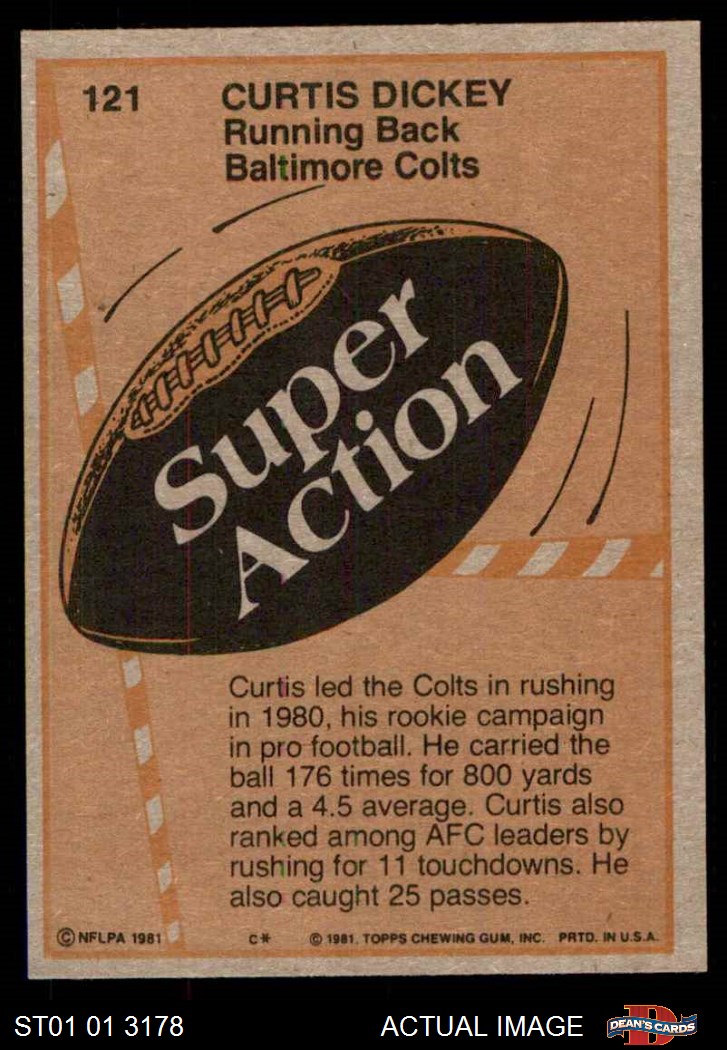 121
CURTIS DICKEY
Running Back
Baltimore Colts
Super
Action
Curtis led the Colts in rushing
in 1980, his rookie campaign
in pro football. He carried the
ball 176 times for 800 yards
and a 4.5 average. Curtis also
ranked among AFC leaders by
rushing for 11 touchdowns. He
also caught 25 passes.
© NFLPA 1981 C* © 1981 TOPPS CHEWING GUM, INC. PRTD. IN U.S.A.
ST01 01 3178 ACTUAL IMAGE D DEAN'S CARDS